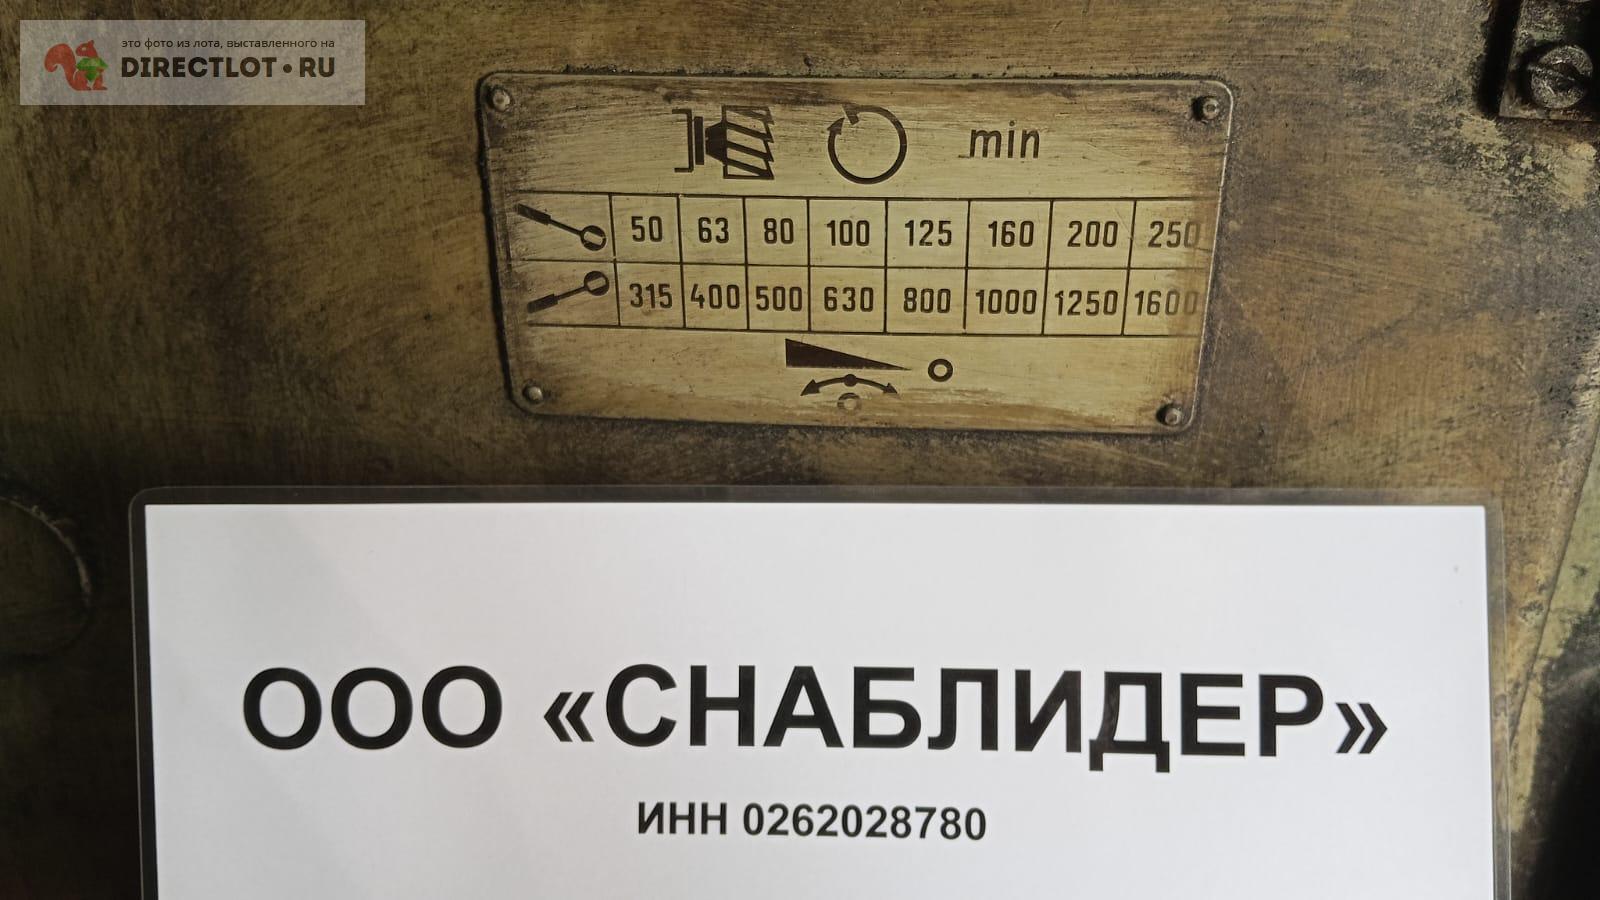 это фото из лота, выставленного на
DIRECTLOT•RU
min
50 63 80 100 125 160 200 250
315 400 500 630 800 1000 1250 1600
ООО «СНАБЛИДЕР»
ИНН 0262028780